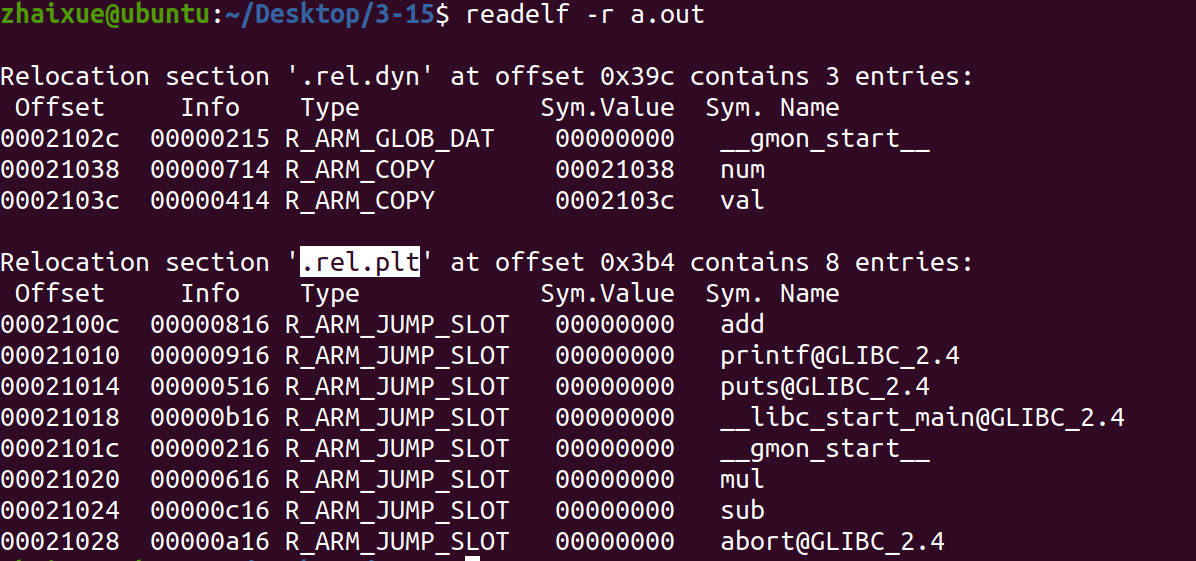 zhaixue@ubuntu:~/Desktop/3-15$ readelf -r a.out
Relocation section '.rel.dyn' at offset 0x39c contains 3 entries:
Offset Info Type Sym.Value Sym. Name
0002102c 00000215 R_ARM_GLOB_DAT 00000000 __gmon_start__
00021038 00000714 R_ARM_COPY 00021038 num
0002103c 00000414 R_ARM_COPY 0002103c val
Relocation section '.rel.plt' at offset 0x3b4 contains 8 entries:
Offset Info Type Sym.Value Sym. Name
0002100c 00000816 R_ARM_JUMP_SLOT 00000000 add
00021010 00000916 R_ARM_JUMP_SLOT 00000000 printf@GLIBC_2.4
00021014 00000516 R_ARM_JUMP_SLOT 00000000 puts@GLIBC_2.4
00021018 00000b16 R_ARM_JUMP_SLOT 00000000 __libc_start_main@GLIBC_2.4
0002101c 00000216 R_ARM_JUMP_SLOT 00000000 __gmon_start__
00021020 00000616 R_ARM_JUMP_SLOT 00000000 mul
00021024 00000c16 R_ARM_JUMP_SLOT 00000000 sub
00021028 00000a16 R_ARM_JUMP_SLOT 00000000 abort@GLIBC_2.4